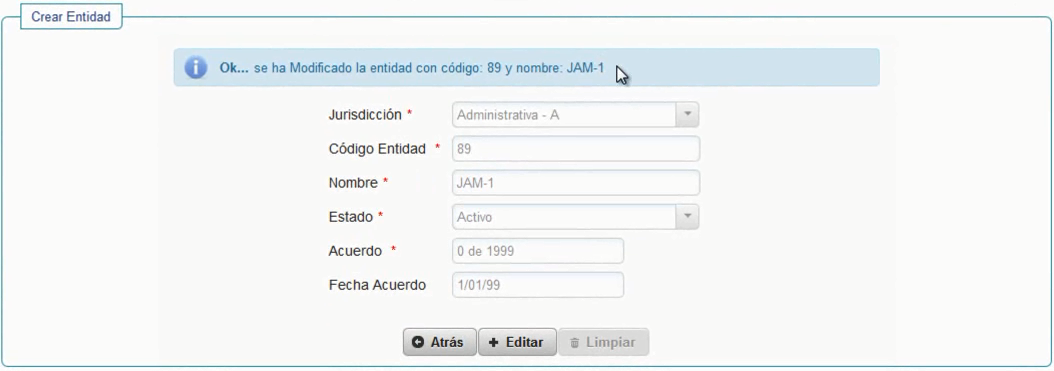 Crear Entidad
Ok... se ha Modificado la entidad con código: 89 y nombre: JAM-1
Jurisdicción * Administrativa - A
Código Entidad * 89
Nombre * JAM-1
Estado * Activo
Acuerdo * 0 de 1999
Fecha Acuerdo 1/01/99
Atrás Editar Limpiar